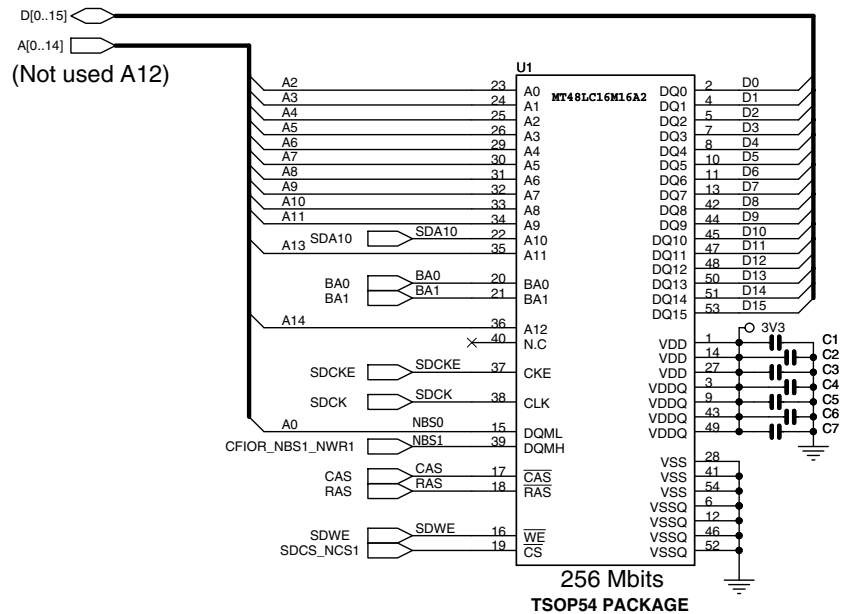 D[0..15]
A[0..14]
(Not used A12)
U1
MT48LC16M16A2
A2 23 A0 DQ0 2 D0
A3 24 A1 DQ1 4 D1
A4 25 A2 DQ2 5 D2
A5 26 A3 DQ3 7 D3
A6 29 A4 DQ4 8 D4
A7 30 A5 DQ5 10 D5
A8 31 A6 DQ6 11 D6
A9 32 A7 DQ7 13 D7
A10 33 A8 DQ8 42 D8
A11 34 A9 DQ9 44 D9
SDA10 SDA10 22 A10 DQ10 45 D10
A13 35 A11 DQ11 47 D11
DQ12 48 D12
BA0 BA0 20 BA0 DQ13 50 D13
BA1 BA1 21 BA1 DQ14 51 D14
DQ15 53 D15
A14 36 A12 3V3
40 N.C VDD 1 C1
VDD 14 C2
SDCKE SDCKE 37 CKE VDD 27 C3
VDDQ 3 C4
SDCK SDCK 38 CLK VDDQ 9 C5
VDDQ 43 C6
A0 NBS0 15 DQML VDDQ 49 C7
CFIOR_NBS1_NWR1 NBS1 39 DQMH
VSS 28
CAS CAS 17 CAS VSS 41
RAS RAS 18 RAS VSS 54
VSSQ 6
VSSQ 12
SDWE SDWE 16 WE VSSQ 46
SDCS_NCS1 19 CS VSSQ 52
256 Mbits
TSOP54 PACKAGE